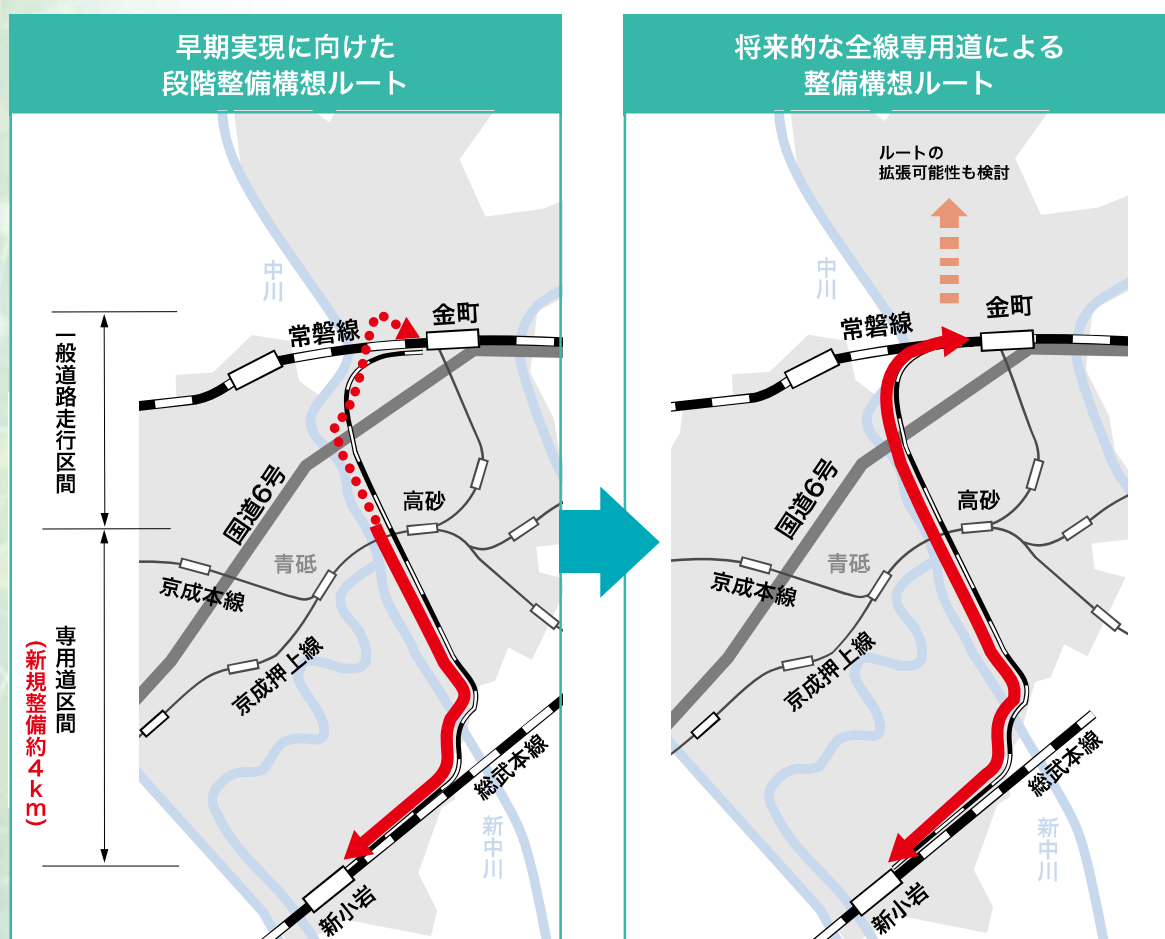 早期実現に向けた
段階整備構想ルート
一般道路走行区間
専用道区間
(新規整備約4km)
中川
常磐線
金町
国道6号
高砂
青砥
京成本線
京成押上線
総武本線
新中川
新小岩
将来的な全線専用道による
整備構想ルート
ルートの
拡張可能性も検討
中川
常磐線
金町
国道6号
高砂
青砥
京成本線
京成押上線
総武本線
新中川
新小岩